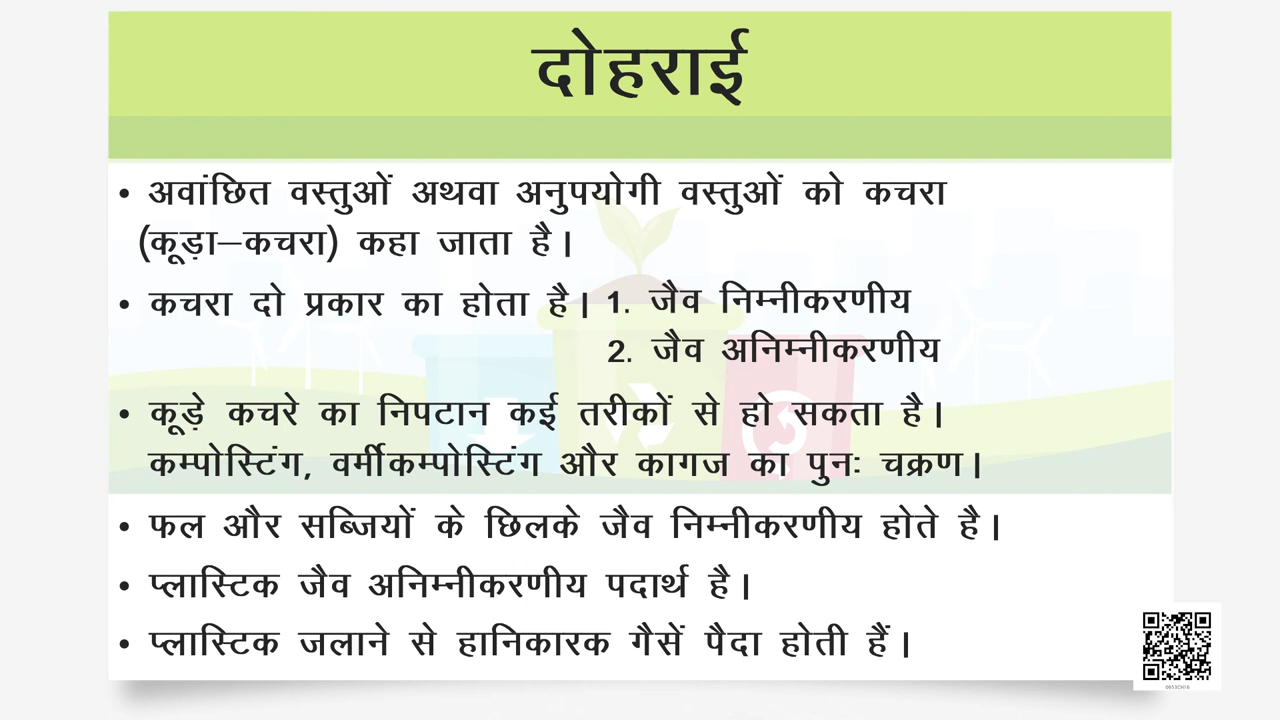 दोहराई
• अवांछित वस्तुओं अथवा अनुपयोगी वस्तुओं को कचरा
(कूड़ा–कचरा) कहा जाता है।
• कचरा दो प्रकार का होता है। 1. जैव निम्नीकरणीय
2. जैव अनिम्नीकरणीय
• कूड़े कचरे का निपटान कई तरीकों से हो सकता है।
कम्पोस्टिंग, वर्मीकम्पोस्टिंग और कागज का पुनः चक्रण।
• फल और सब्जियों के छिलके जैव निम्नीकरणीय होते है।
• प्लास्टिक जैव अनिम्नीकरणीय पदार्थ है।
• प्लास्टिक जलाने से हानिकारक गैसें पैदा होती हैं।
0653CH16